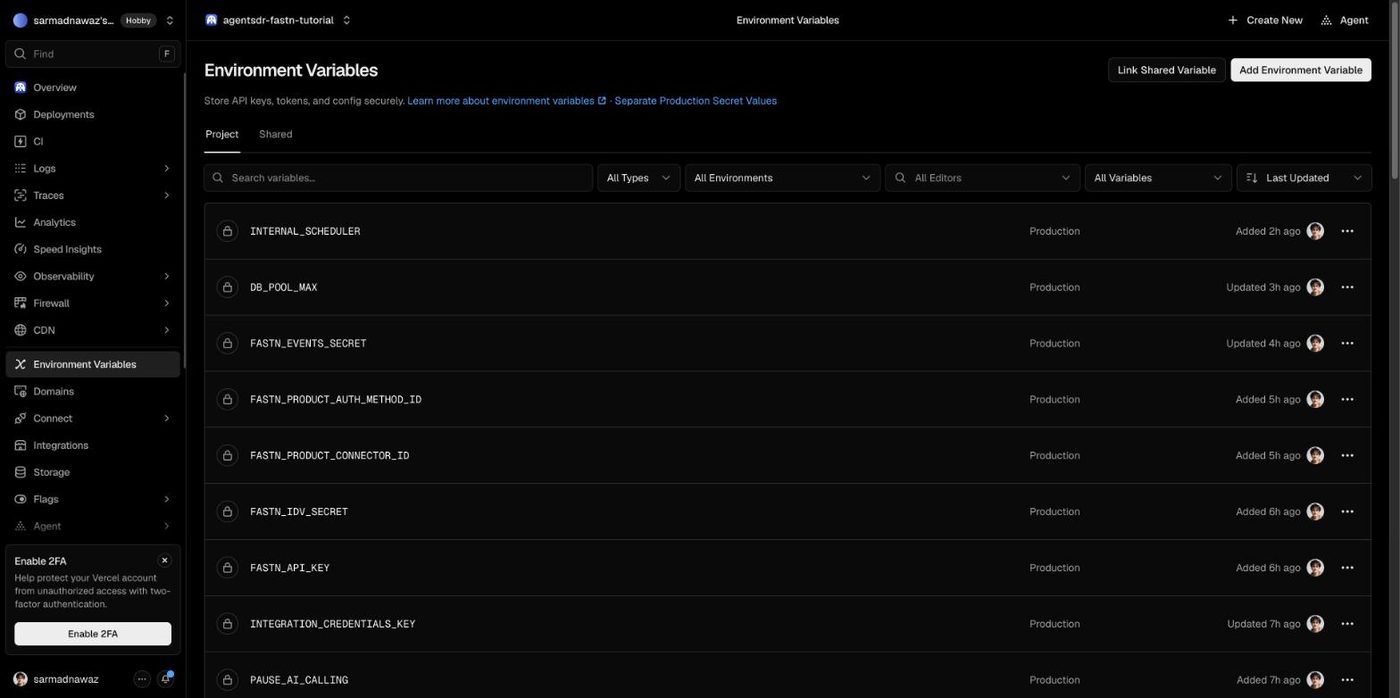 sarmadnawaz's... Hobby
Find F
Overview
Deployments
CI
Logs
Traces
Analytics
Speed Insights
Observability
Firewall
CDN
Environment Variables
Domains
Connect
Integrations
Storage
Flags
Agent
Enable 2FA
Help protect your Vercel account
from unauthorized access with two-
factor authentication.
Enable 2FA
sarmadnawaz
agentsdr-fastn-tutorial
Environment Variables
Create New
Agent
Environment Variables
Link Shared Variable
Add Environment Variable
Store API keys, tokens, and config securely. Learn more about environment variables · Separate Production Secret Values
Project Shared
Search variables...
All Types
All Environments
All Editors
All Variables
Last Updated
INTERNAL_SCHEDULER Production Added 2h ago
DB_POOL_MAX Production Updated 3h ago
FASTN_EVENTS_SECRET Production Updated 4h ago
FASTN_PRODUCT_AUTH_METHOD_ID Production Added 5h ago
FASTN_PRODUCT_CONNECTOR_ID Production Added 5h ago
FASTN_IDV_SECRET Production Added 6h ago
FASTN_API_KEY Production Added 6h ago
INTEGRATION_CREDENTIALS_KEY Production Updated 7h ago
PAUSE_AI_CALLING Production Added 7h ago